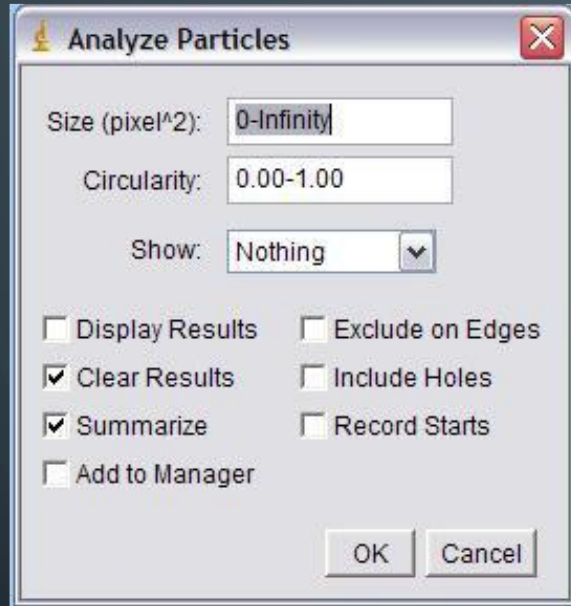 Analyze Particles
Size (pixel^2): 0-Infinity
Circularity: 0.00-1.00
Show: Nothing
Display Results Exclude on Edges
Clear Results Include Holes
Summarize Record Starts
Add to Manager
OK Cancel